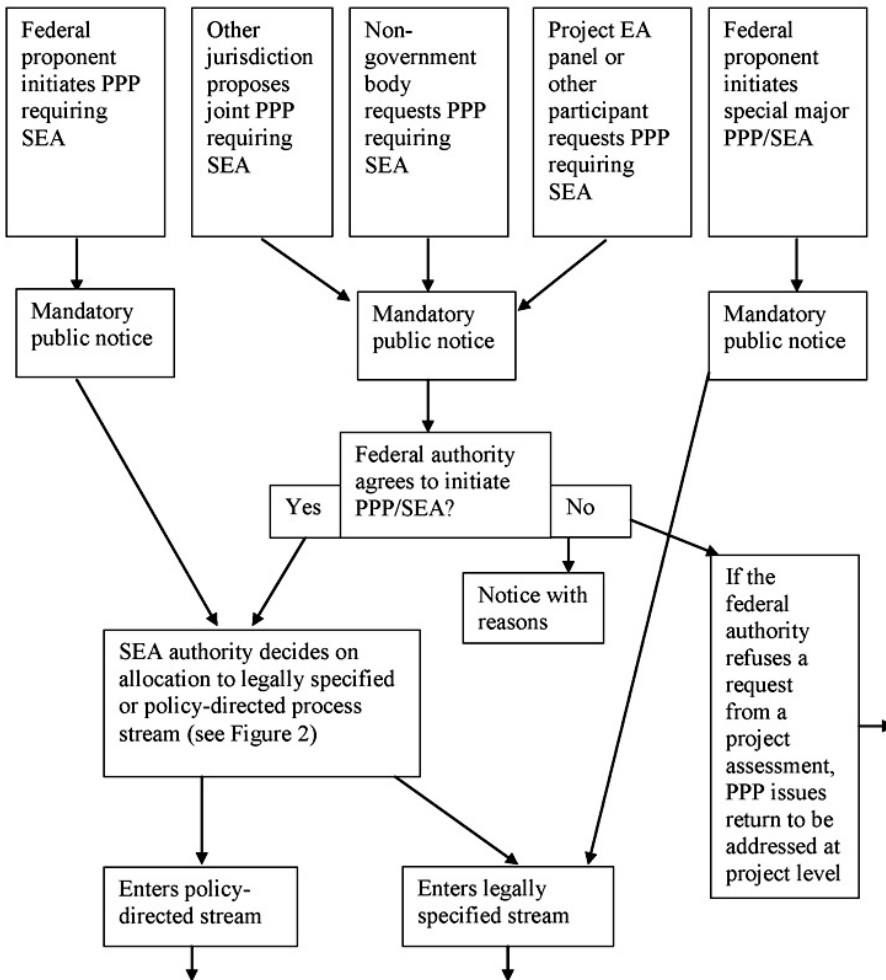 Federal
proponent
initiates PPP
requiring
SEA
Other
jurisdiction
proposes
joint PPP
requiring
SEA
Non-
government
body
requests PPP
requiring
SEA
Project EA
panel or
other
participant
requests PPP
requiring
SEA
Federal
proponent
initiates
special major
PPP/SEA
Mandatory
public notice
Mandatory
public notice
Mandatory
public notice
Federal authority
agrees to initiate
PPP/SEA?
Yes
No
Notice with
reasons
If the
federal
authority
refuses a
request
from a
project
assessment,
PPP issues
return to be
addressed at
project level
SEA authority decides on
allocation to legally specified
or policy-directed process
stream (see Figure 2)
Enters policy-
directed stream
Enters legally
specified stream